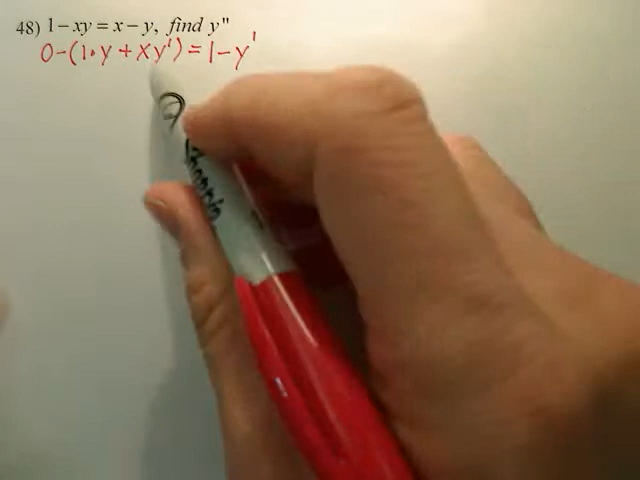 48) 1 − xy = x − y, find y"
0-(1·y + xy') = 1 - y'